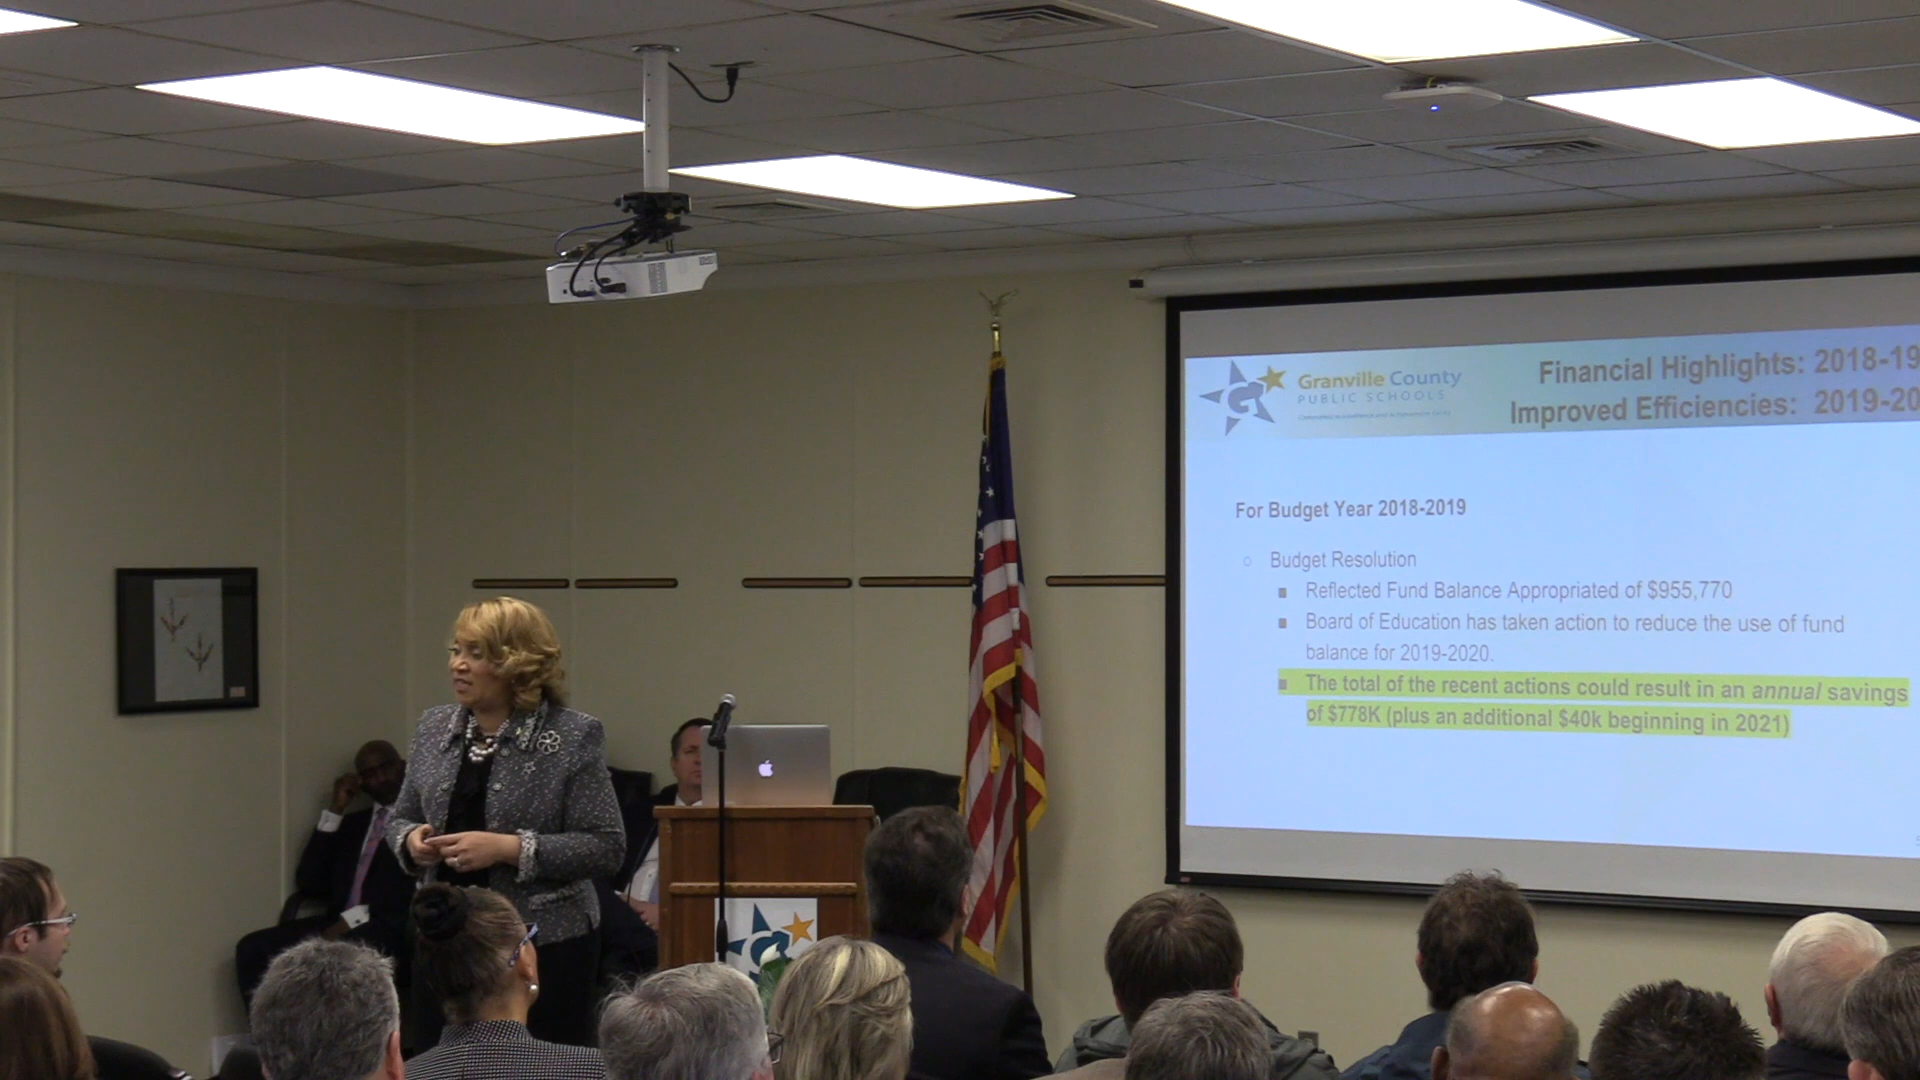 Granville County
PUBLIC SCHOOLS
Financial Highlights: 2018-19
Improved Efficiencies: 2019-20
For Budget Year 2018-2019
Budget Resolution
Reflected Fund Balance Appropriated of $955,770
Board of Education has taken action to reduce the use of fund
balance for 2019-2020.
The total of the recent actions could result in an annual savings
of $778K (plus an additional $40k beginning in 2021)